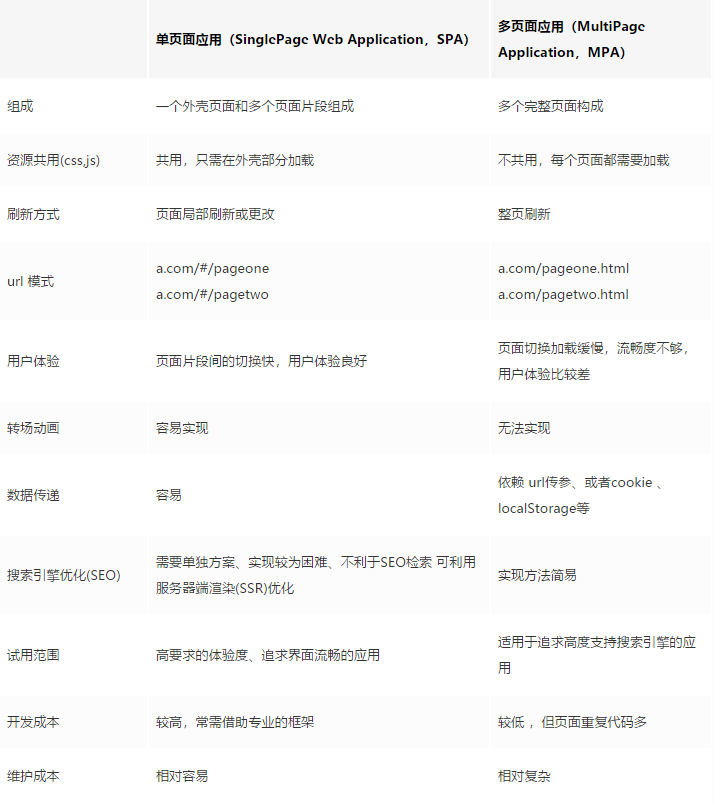 单页面应用（SinglePage Web Application，SPA）
多页面应用（MultiPage
Application，MPA）
组成
一个外壳页面和多个页面片段组成
多个完整页面构成
资源共用(css,js)
共用，只需在外壳部分加载
不共用，每个页面都需要加载
刷新方式
页面局部刷新或更改
整页刷新
url 模式
a.com/#/pageone
a.com/#/pagetwo
a.com/pageone.html
a.com/pagetwo.html
用户体验
页面片段间的切换快，用户体验良好
页面切换加载缓慢，流畅度不够，
用户体验比较差
转场动画
容易实现
无法实现
数据传递
容易
依赖 url传参、或者cookie 、
localStorage等
搜索引擎优化(SEO)
需要单独方案、实现较为困难、不利于SEO检索 可利用
服务器端渲染(SSR)优化
实现方法简易
试用范围
高要求的体验度、追求界面流畅的应用
适用于追求高度支持搜索引擎的应
用
开发成本
较高，常需借助专业的框架
较低 ，但页面重复代码多
维护成本
相对容易
相对复杂